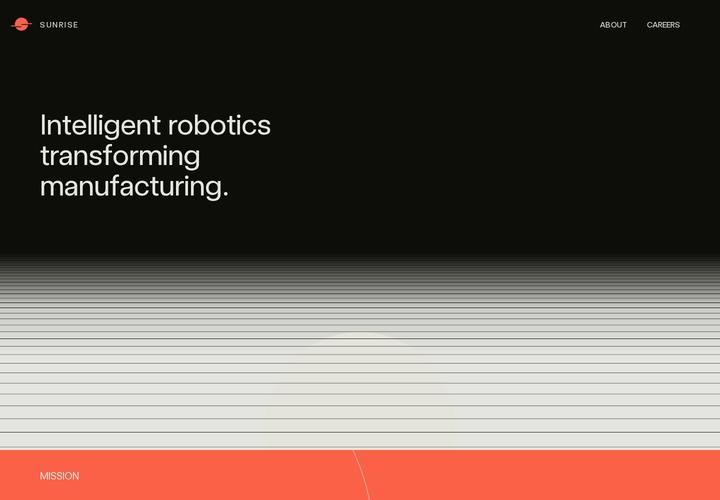 SUNRISE
ABOUT
CAREERS
Intelligent robotics
transforming
manufacturing.
MISSION